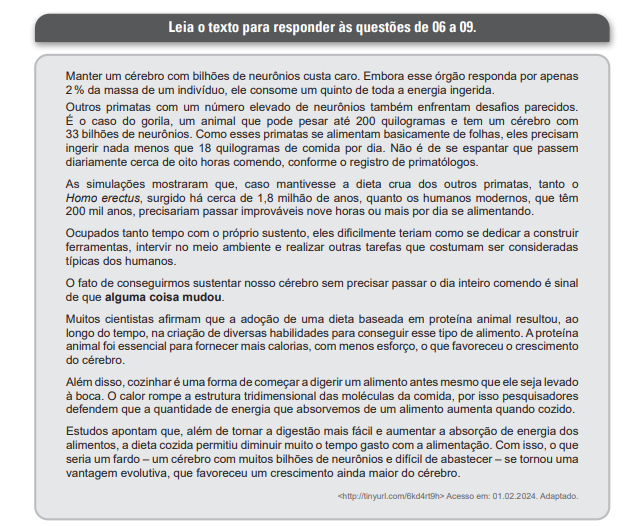 Leia o texto para responder às questões de 06 a 09.
Manter um cérebro com bilhões de neurônios custa caro. Embora esse órgão responda por apenas
2% da massa de um indivíduo, ele consome um quinto de toda a energia ingerida.
Outros primatas com um número elevado de neurônios também enfrentam desafios parecidos.
É o caso do gorila, um animal que pode pesar até 200 quilogramas e tem um cérebro com
33 bilhões de neurônios. Como esses primatas se alimentam basicamente de folhas, eles precisam
ingerir nada menos que 18 quilogramas de comida por dia. Não é de se espantar que passem
diariamente cerca de oito horas comendo, conforme o registro de primatólogos.
As simulações mostraram que, caso mantivesse a dieta crua dos outros primatas, tanto o
Homo erectus, surgido há cerca de 1,8 milhão de anos, quanto os humanos modernos, que têm
200 mil anos, precisariam passar improváveis nove horas ou mais por dia se alimentando.
Ocupados tanto tempo com o próprio sustento, eles dificilmente teriam como se dedicar a construir
ferramentas, intervir no meio ambiente e realizar outras tarefas que costumam ser consideradas
típicas dos humanos.
O fato de conseguirmos sustentar nosso cérebro sem precisar passar o dia inteiro comendo é sinal
de que alguma coisa mudou.
Muitos cientistas afirmam que a adoção de uma dieta baseada em proteína animal resultou, ao
longo do tempo, na criação de diversas habilidades para conseguir esse tipo de alimento. A proteína
animal foi essencial para fornecer mais calorias, com menos esforço, o que favoreceu o crescimento
do cérebro.
Além disso, cozinhar é uma forma de começar a digerir um alimento antes mesmo que ele seja levado
à boca. O calor rompe a estrutura tridimensional das moléculas da comida, por isso pesquisadores
defendem que a quantidade de energia que absorvemos de um alimento aumenta quando cozido.
Estudos apontam que, além de tornar a digestão mais fácil e aumentar a absorção de energia dos
alimentos, a dieta cozida permitiu diminuir muito o tempo gasto com a alimentação. Com isso, o que
seria um fardo – um cérebro com muitos bilhões de neurônios e difícil de abastecer – se tornou uma
vantagem evolutiva, que favoreceu um crescimento ainda maior do cérebro.
<http://tinyurl.com/6kd4rt9h> Acesso em: 01.02.2024. Adaptado.